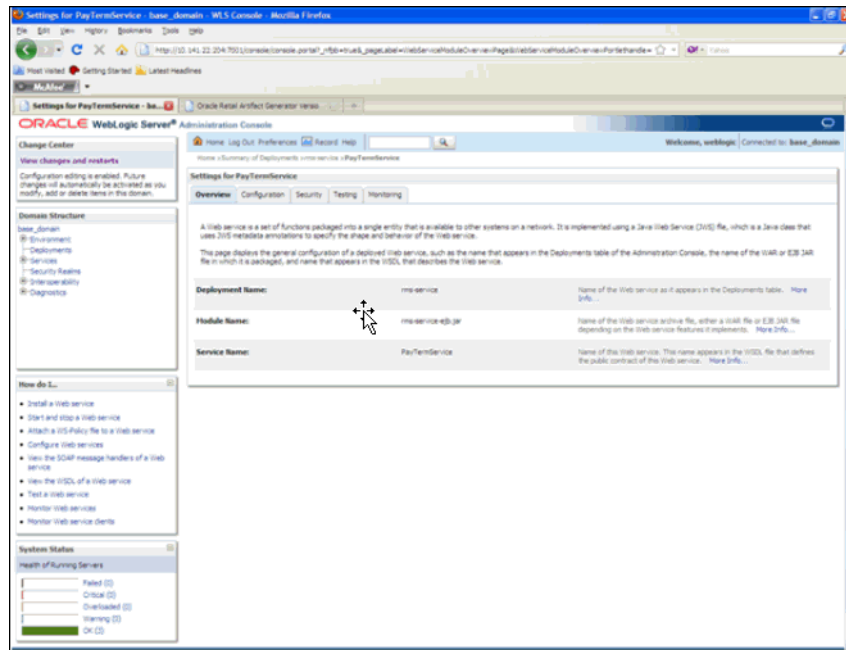 Settings for PayTermService - base_domain - WLS Console - Mozilla Firefox
File Edit View History Bookmarks Tools Help
Most Visited Getting Started Latest Headlines
McAfee
Settings for PayTermService - ba...
Oracle Retail Artifact Generator Versio
ORACLE WebLogic Server® Administration Console
Change Center
View changes and restarts
Configuration editing is enabled. Future
changes will automatically be activated as you
modify, add or delete items in this domain.
Domain Structure
base_domain
Environment
Deployments
Services
Security Realms
Interoperability
Diagnostics
How do I...
Install a Web service
Start and stop a Web service
Attach a WS-Policy file to a Web service
Configure Web services
View the SOAP message handlers of a Web
service
View the WSDL of a Web service
Test a Web service
Monitor Web services
Monitor Web service clients
System Status
Health of Running Servers
Failed (0)
Critical (0)
Overloaded (0)
Warning (0)
OK (3)
Home Log Out Preferences Record Help
Welcome, weblogic Connected to: base_domain
Home >Summary of Deployments >rms-service >PayTermService
Settings for PayTermService
Overview Configuration Security Testing Monitoring
A Web service is a set of functions packaged into a single entity that is available to other systems on a network. It is implemented using a Java Web Service (JWS) file, which is a Java class that
uses JWS metadata annotations to specify the shape and behavior of the Web service.
This page displays the general configuration of a deployed Web service, such as the name that appears in the Deployments table of the Administration Console, the name of the WAR or EJB JAR
file in which it is packaged, and name that appears in the WSDL that describes the Web service.
Deployment Name: rms-service Name of the Web service as it appears in the Deployments table. More
Info...
Module Name: rms-service-ejb.jar Name of the Web service archive file, either a WAR file or EJB JAR file
depending on the Web service features it implements. More Info...
Service Name: PayTermService Name of this Web service. This name appears in the WSDL file that defines
the public contract of this Web service. More Info...